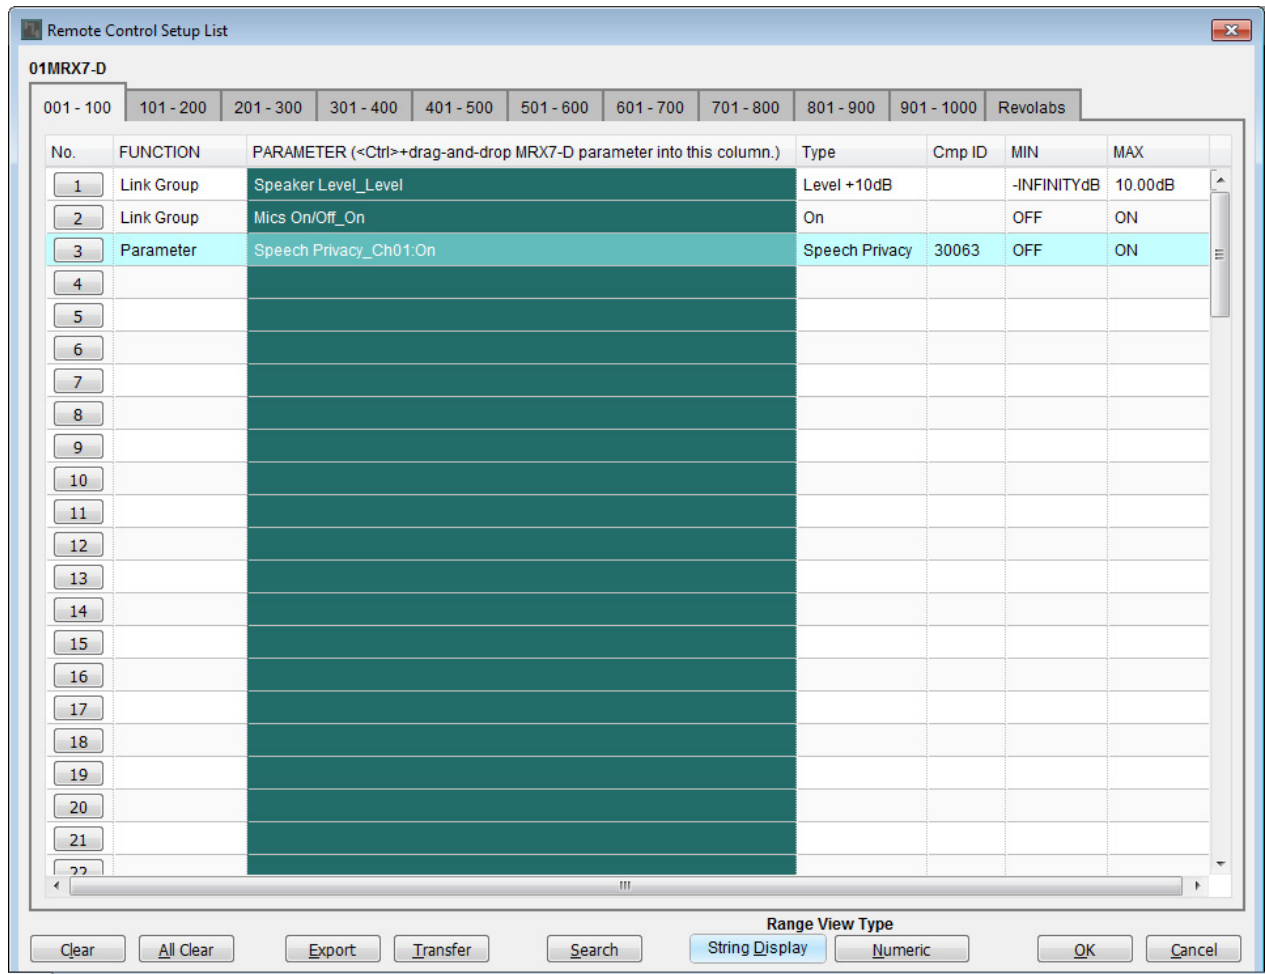 Remote Control Setup List
01MRX7-D
001 - 100 101 - 200 201 - 300 301 - 400 401 - 500 501 - 600 601 - 700 701 - 800 801 - 900 901 - 1000 Revolabs
No. FUNCTION PARAMETER (<Ctrl>+drag-and-drop MRX7-D parameter into this column.) Type Cmp ID MIN MAX
1 Link Group Speaker Level_Level Level +10dB -INFINITYdB 10.00dB
2 Link Group Mics On/Off_On On OFF ON
3 Parameter Speech Privacy_Ch01:On Speech Privacy 30063 OFF ON
4
5
6
7
8
9
10
11
12
13
14
15
16
17
18
19
20
21
22
Range View Type
Clear All Clear Export Transfer Search String Display Numeric OK Cancel